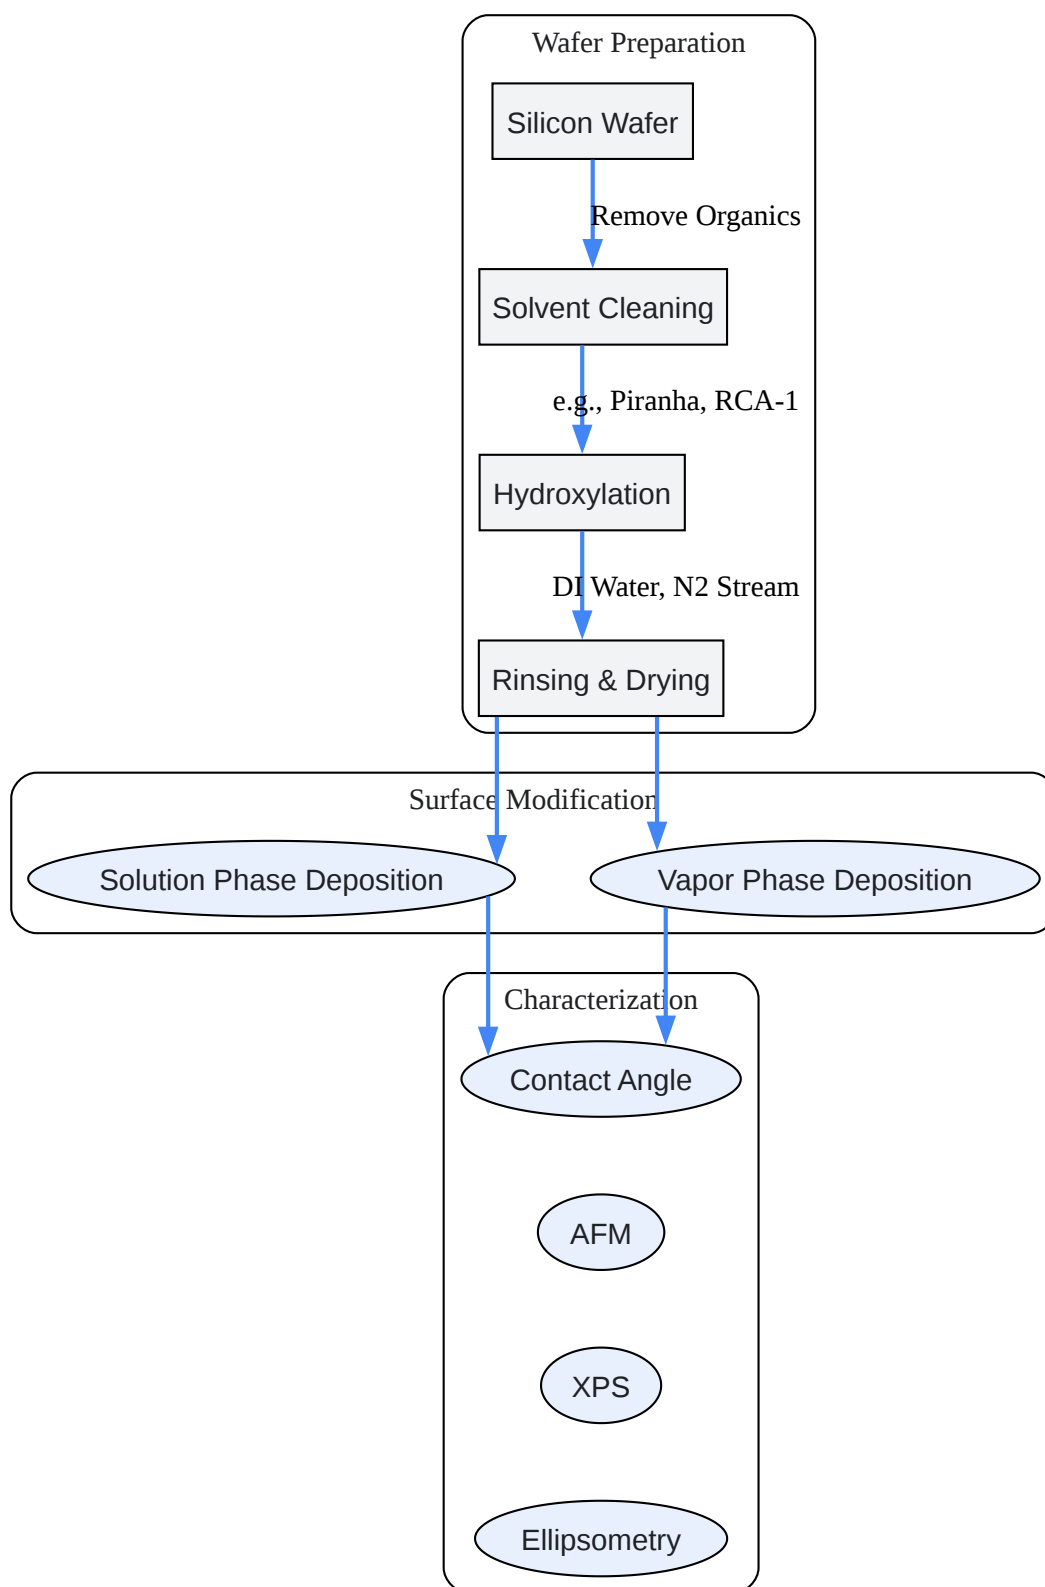 Wafer Preparation
Silicon Wafer
Remove Organics
Solvent Cleaning
e.g., Piranha, RCA-1
Hydroxylation
DI Water, N2 Stream
Rinsing & Drying
Surface Modification
Solution Phase Deposition
Vapor Phase Deposition
Characterization
Contact Angle
AFM
XPS
Ellipsometry